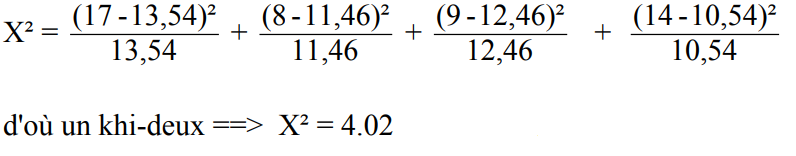 X² = (17 - 13,54)² / 13,54 + (8 - 11,46)² / 11,46 + (9 - 12,46)² / 12,46 + (14 - 10,54)² / 10,54
d'où un khi-deux ==> X² = 4.02